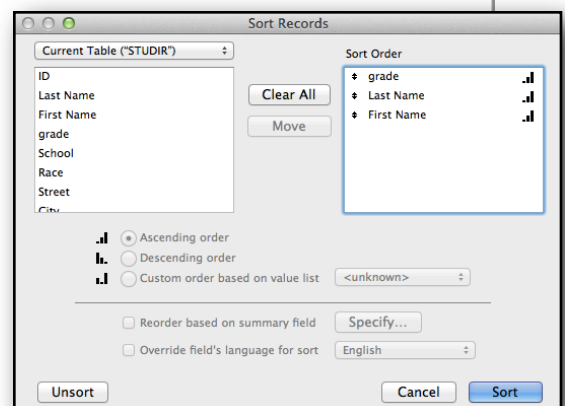 Sort Records
Current Table ("STUDIR")
ID
Last Name
First Name
grade
School
Race
Street
City
Clear All
Move
Sort Order
grade
Last Name
First Name
Ascending order
Descending order
Custom order based on value list <unknown>
Reorder based on summary field Specify...
Override field's language for sort English
Unsort Cancel Sort